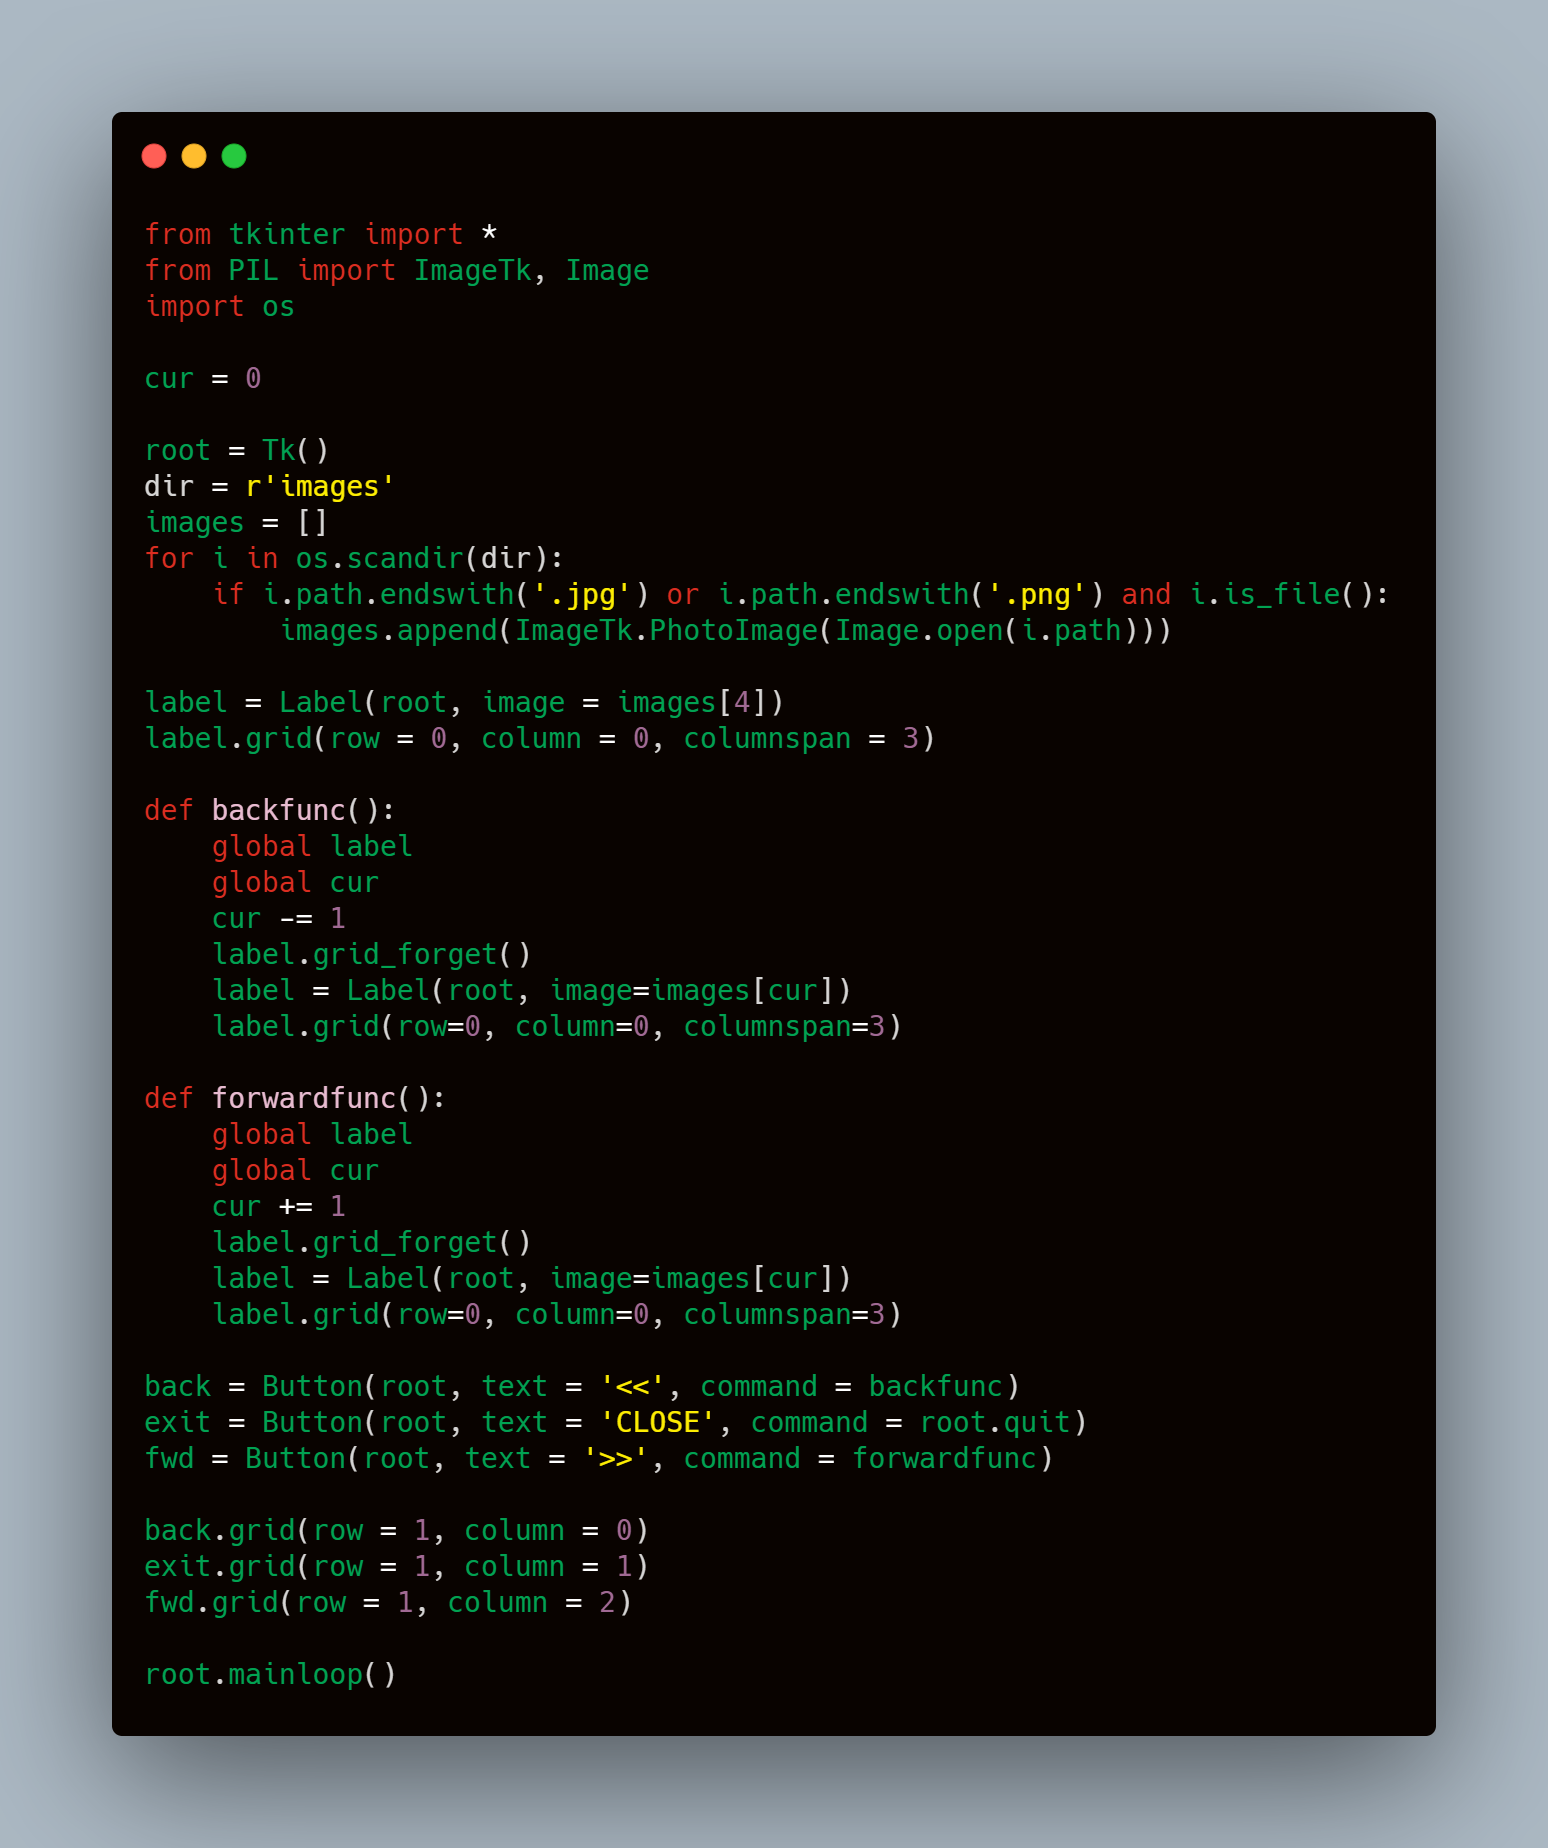 from tkinter import *
from PIL import ImageTk, Image
import os

cur = 0

root = Tk()
dir = r'images'
images = []
for i in os.scandir(dir):
    if i.path.endswith('.jpg') or i.path.endswith('.png') and i.is_file():
        images.append(ImageTk.PhotoImage(Image.open(i.path)))

label = Label(root, image = images[4])
label.grid(row = 0, column = 0, columnspan = 3)

def backfunc():
    global label
    global cur
    cur -= 1
    label.grid_forget()
    label = Label(root, image=images[cur])
    label.grid(row=0, column=0, columnspan=3)

def forwardfunc():
    global label
    global cur
    cur += 1
    label.grid_forget()
    label = Label(root, image=images[cur])
    label.grid(row=0, column=0, columnspan=3)

back = Button(root, text = '<<', command = backfunc)
exit = Button(root, text = 'CLOSE', command = root.quit)
fwd = Button(root, text = '>>', command = forwardfunc)

back.grid(row = 1, column = 0)
exit.grid(row = 1, column = 1)
fwd.grid(row = 1, column = 2)

root.mainloop()